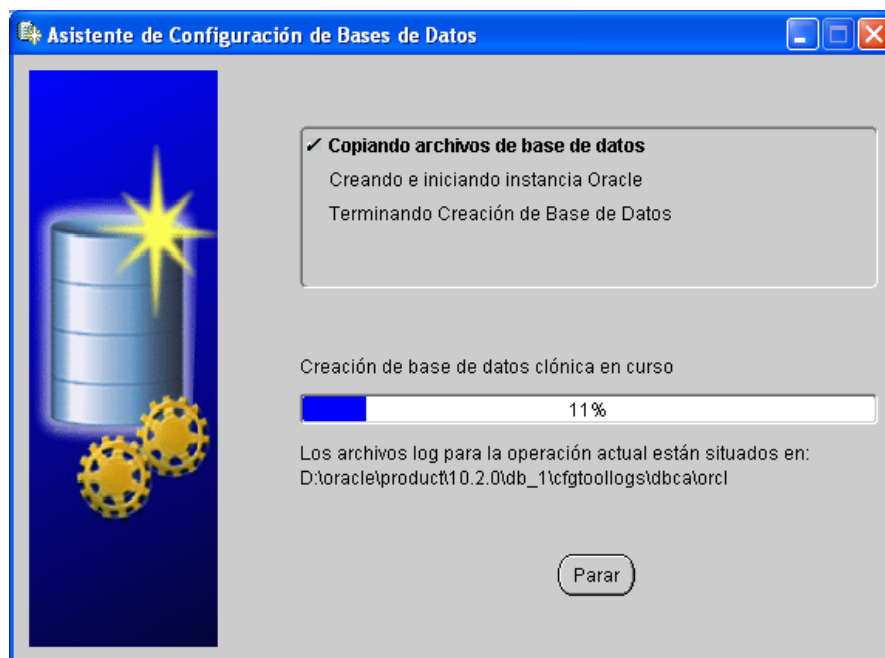 Asistente de Configuración de Bases de Datos
Copiando archivos de base de datos
Creando e iniciando instancia Oracle
Terminando Creación de Base de Datos
Creación de base de datos clónica en curso
11%
Los archivos log para la operación actual están situados en:
D:\oracle\product\10.2.0\db_1\cfgtoollogs\dbca\orcl
Parar